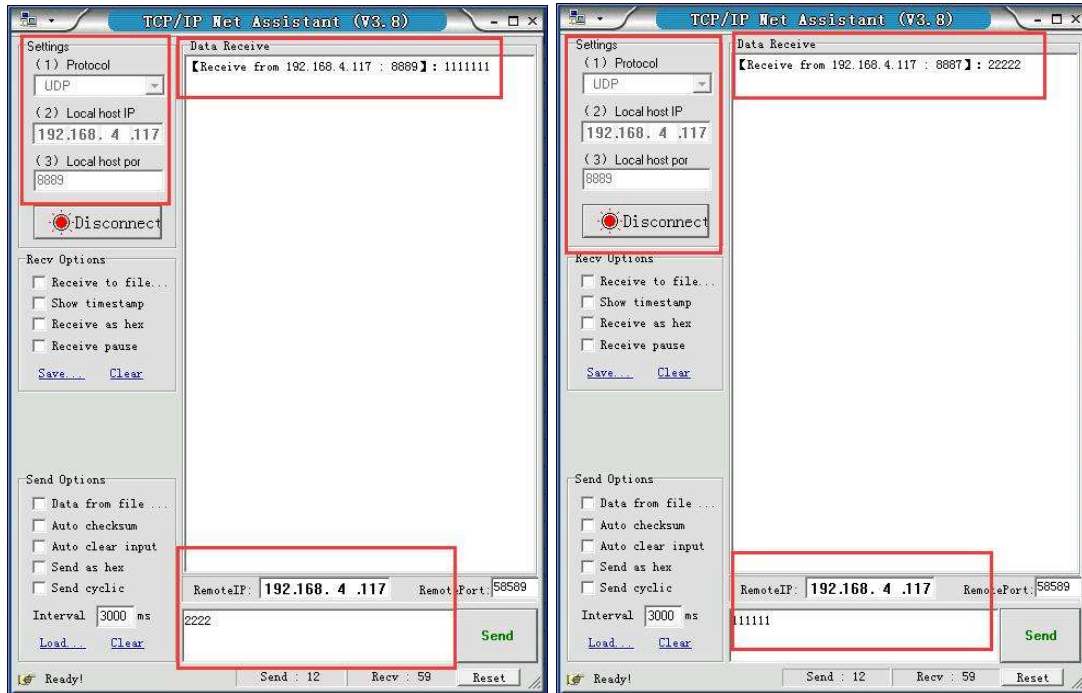 TCP/IP Net Assistant (V3.8)
Settings
(1) Protocol
UDP
(2) Local host IP
192.168. 4 .117
(3) Local host por
8889
Disconnect
Recv Options
Receive to file...
Show timestamp
Receive as hex
Receive pause
Save... Clear
Send Options
Data from file ...
Auto checksum
Auto clear input
Send as hex
Send cyclic
Interval 3000 ms
Load... Clear
Data Receive
【Receive from 192.168.4.117 : 8889】: 1111111
RemoteIP: 192.168. 4 .117 RemotePort: 58589
2222
Send
Ready! Send : 12 Recv : 59 Reset
TCP/IP Net Assistant (V3.8)
Settings
(1) Protocol
UDP
(2) Local host IP
192.168. 4 .117
(3) Local host por
8889
Disconnect
Recv Options
Receive to file...
Show timestamp
Receive as hex
Receive pause
Save... Clear
Send Options
Data from file ...
Auto checksum
Auto clear input
Send as hex
Send cyclic
Interval 3000 ms
Load... Clear
Data Receive
【Receive from 192.168.4.117 : 8887】: 22222
RemoteIP: 192.168. 4 .117 RemotePort: 58589
111111
Send
Ready! Send : 12 Recv : 59 Reset